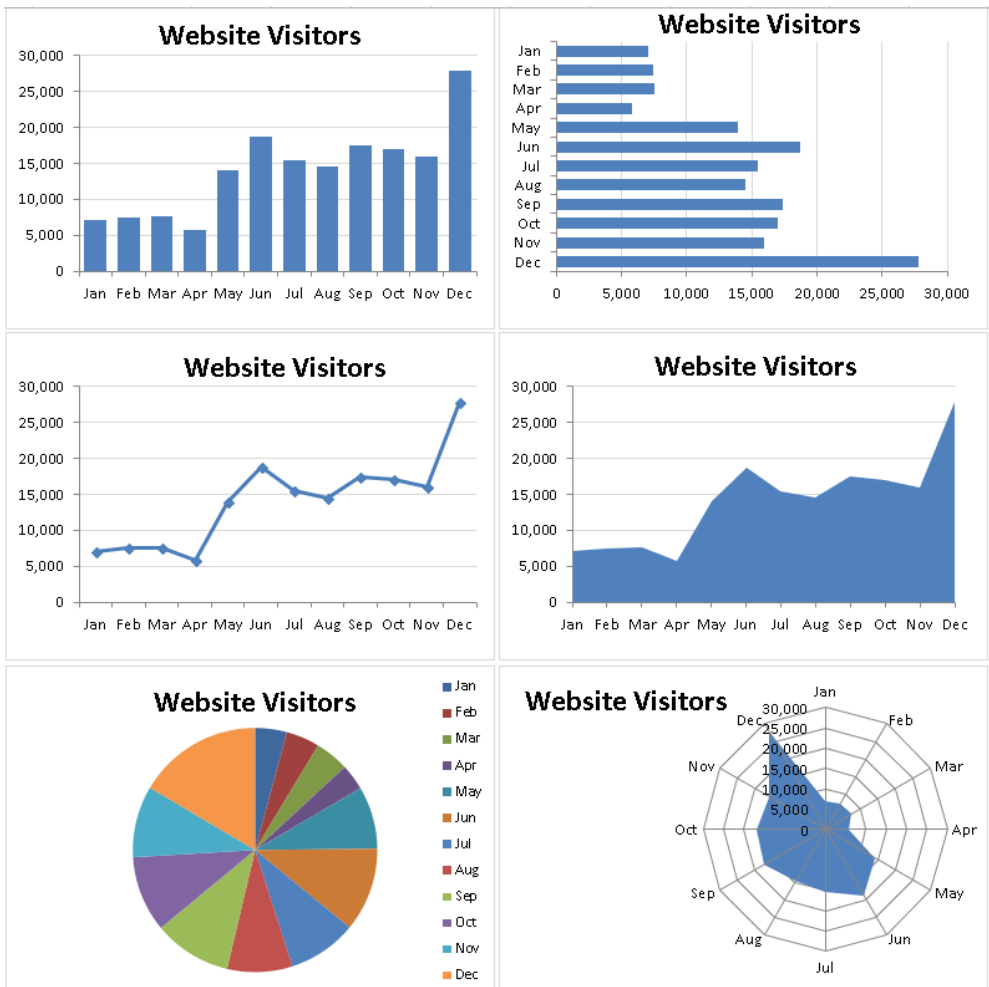 Website Visitors
30,000
25,000
20,000
15,000
10,000
5,000
0
Jan Feb Mar Apr May Jun Jul Aug Sep Oct Nov Dec
Website Visitors
Jan
Feb
Mar
Apr
May
Jun
Jul
Aug
Sep
Oct
Nov
Dec
0 5,000 10,000 15,000 20,000 25,000 30,000
Website Visitors
30,000
25,000
20,000
15,000
10,000
5,000
0
Jan Feb Mar Apr May Jun Jul Aug Sep Oct Nov Dec
Website Visitors
30,000
25,000
20,000
15,000
10,000
5,000
0
Jan Feb Mar Apr May Jun Jul Aug Sep Oct Nov Dec
Website Visitors
Jan
Feb
Mar
Apr
May
Jun
Jul
Aug
Sep
Oct
Nov
Dec
Website Visitors
30,000
25,000
20,000
15,000
10,000
5,000
0
Jan
Feb
Mar
Apr
May
Jun
Jul
Aug
Sep
Oct
Nov
Dec